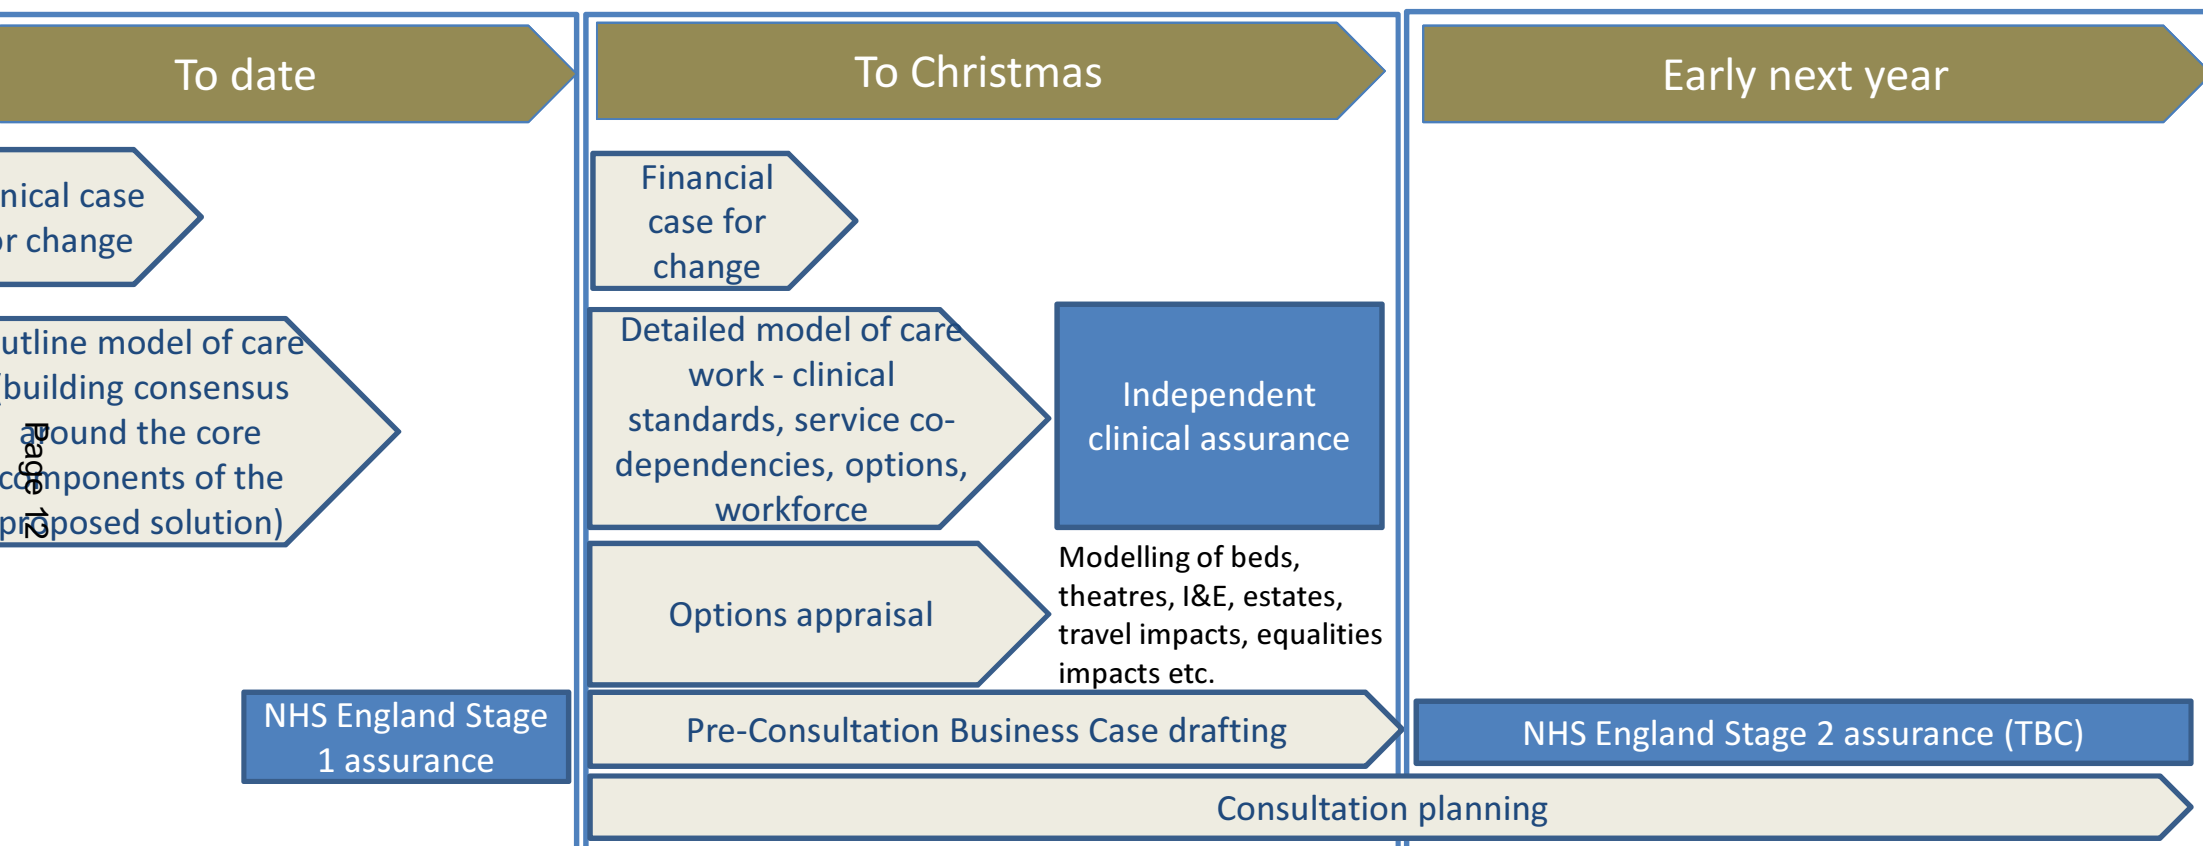 To date
To Christmas
Early next year
nical case
r change
Financial
case for
change
utline model of care
(building consensus
around the core
components of the
proposed solution)
Page 12
Detailed model of care
work - clinical
standards, service co-
dependencies, options,
workforce
Independent
clinical assurance
Options appraisal
Modelling of beds,
theatres, I&E, estates,
travel impacts, equalities
impacts etc.
NHS England Stage
1 assurance
Pre-Consultation Business Case drafting
NHS England Stage 2 assurance (TBC)
Consultation planning